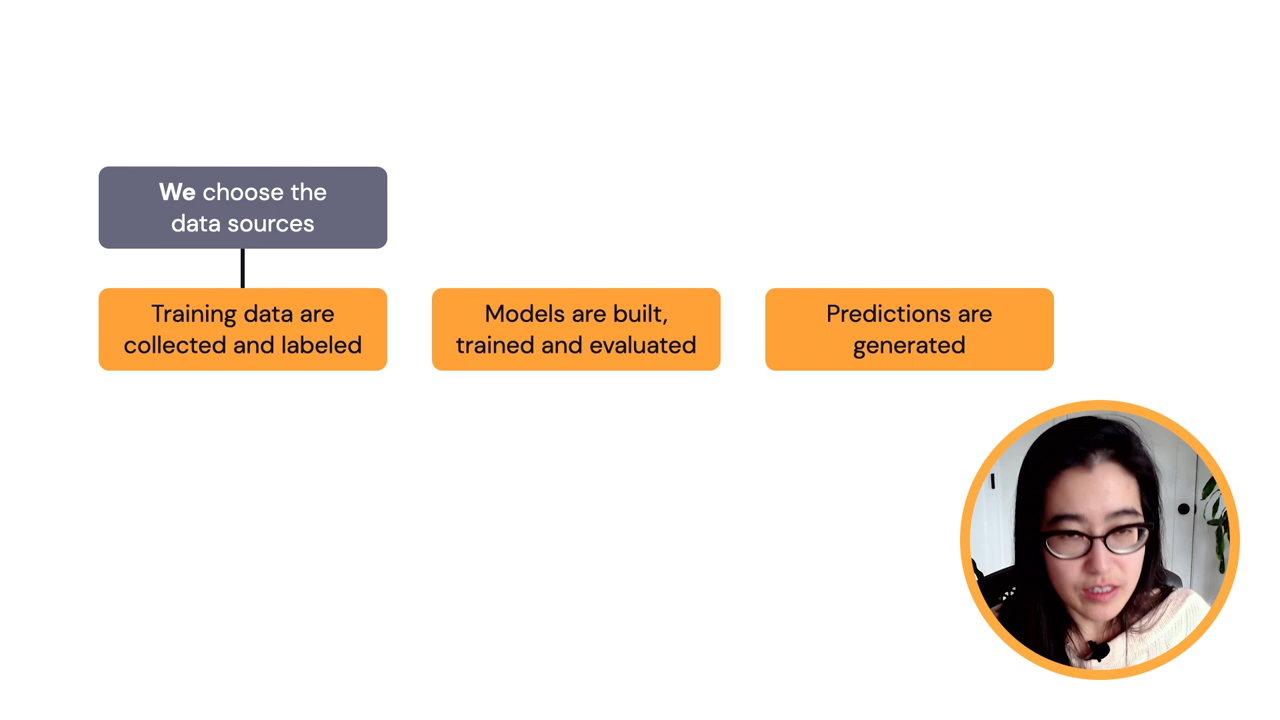 We choose the
data sources
Training data are
collected and labeled
Models are built,
trained and evaluated
Predictions are
generated